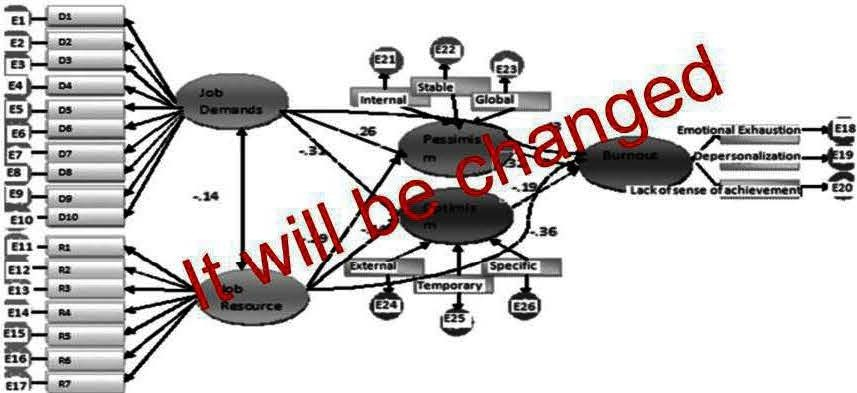 E1 D1
E2 D2
E3 D3
E4 D4
E5 D5
E6 D6
E7 D7
E8 D8
E9 D9
E10 D10
E11 R1
E12 R2
E13 R3
E14 R4
E15 R5
E16 R6
E17 R7
Job
Demands
-.14
Job
Resource
E21
E22
E23
Internal
Stable
Global
26
Pessimis
m
Optimis
m
-.19
-.36
External
Temporary
Specific
E24
E25
E26
Burnout
Emotional Exhaustion
Depersonalization
Lack of sense of achievement
E18
E19
E20
It will be changed